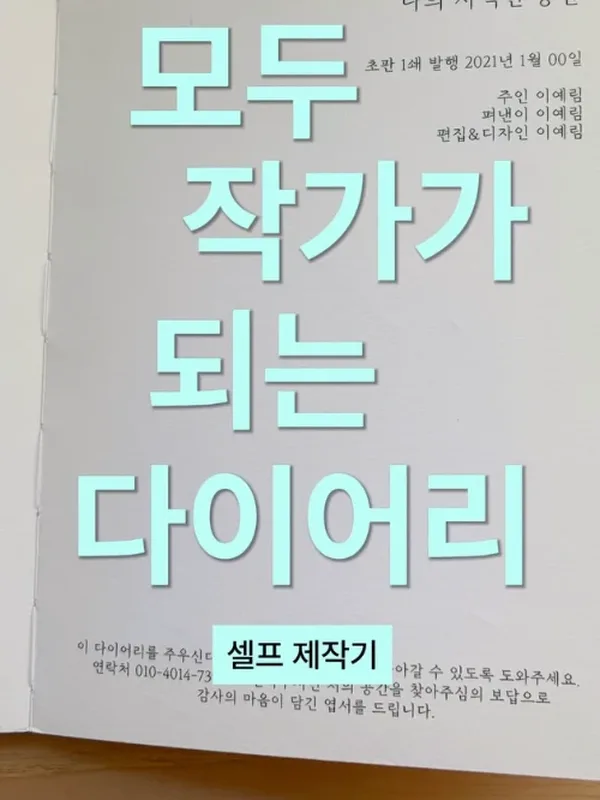 초판 1쇄 발행 2021년 1월 00일
주인 이예림
펴낸이 이예림
편집&디자인 이예림
모두
작가가
되는
다이어리
셀프 제작기
이 다이어리를 주우신다
연락처 010-4014-73 아갈 수 있도록 도와주세요.
저의 공간을 찾아주심의 보답으로
감사의 마음이 담긴 엽서를 드립니다.